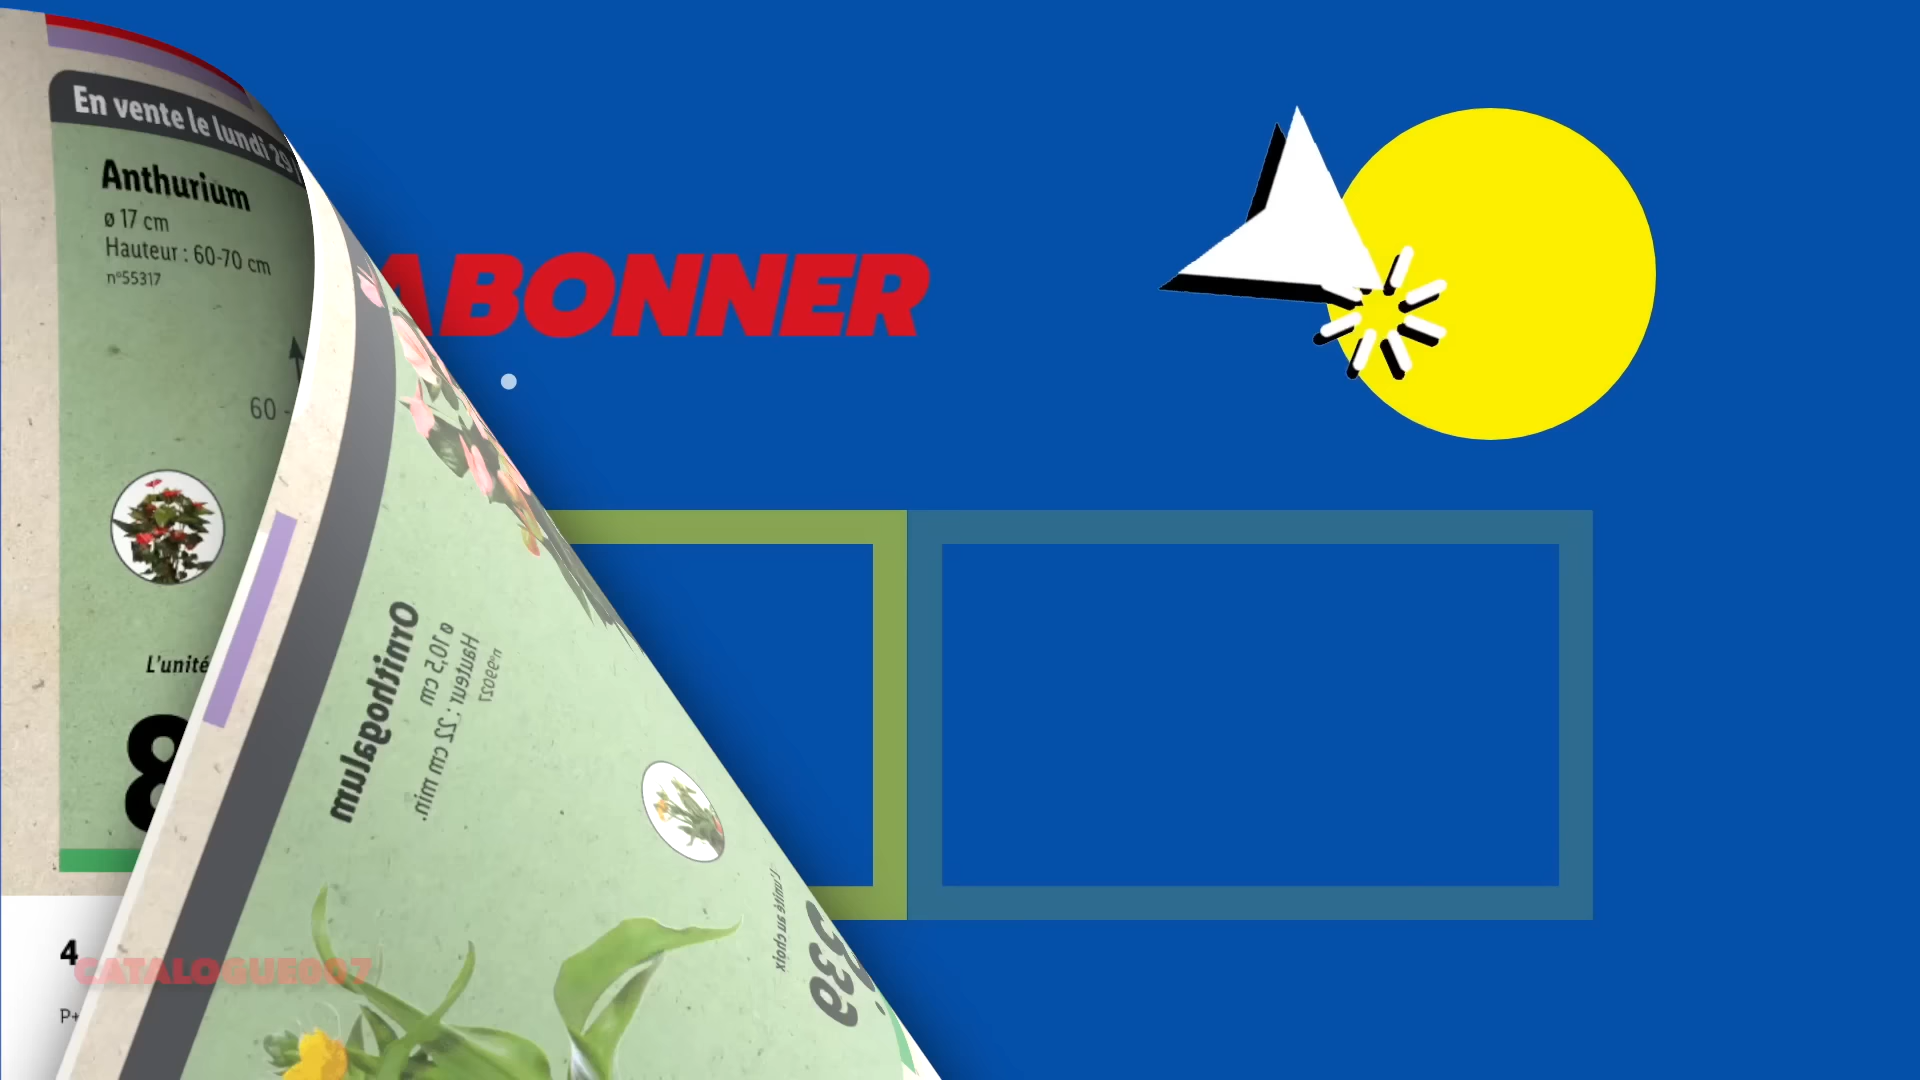 En vente le lundi 29
Anthurium
ø 17 cm
Hauteur : 60-70 cm
n°55317
ABONNER
60 -
L'unité
8
Ornithogalum
ø 10,5 cm
Hauteur : 22 cm min.
n°99027
L'unité au choix
4
CATALOGUE007
P+